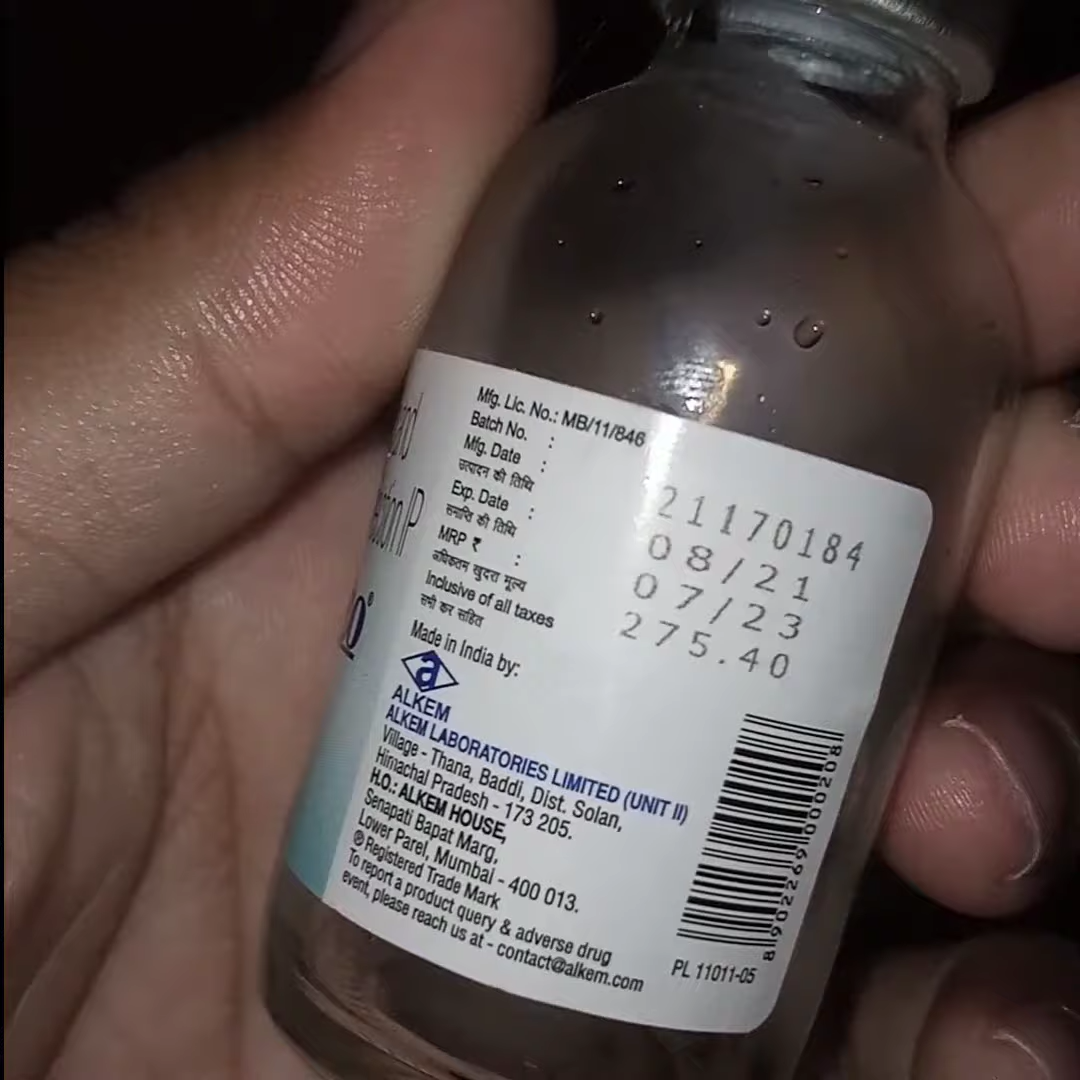 Mfg. Lic. No.: MB/11/846
Batch No. : 21170184
Mfg. Date : 08/21
उत्पादन की तिथि
Exp. Date : 07/23
समाप्ति की तिथि
MRP ₹ : 275.40
अधिकतम खुदरा मूल्य
Inclusive of all taxes
सभी कर सहित
Made in India by:
a
ALKEM
ALKEM LABORATORIES LIMITED (UNIT II)
Village - Thana, Baddi, Dist. Solan,
Himachal Pradesh - 173 205.
H.O.: ALKEM HOUSE,
Senapati Bapat Marg,
Lower Parel, Mumbai - 400 013.
® Registered Trade Mark
To report a product query & adverse drug
event, please reach us at - contact@alkem.com
8 902269 000208
PL 11011-05
IP